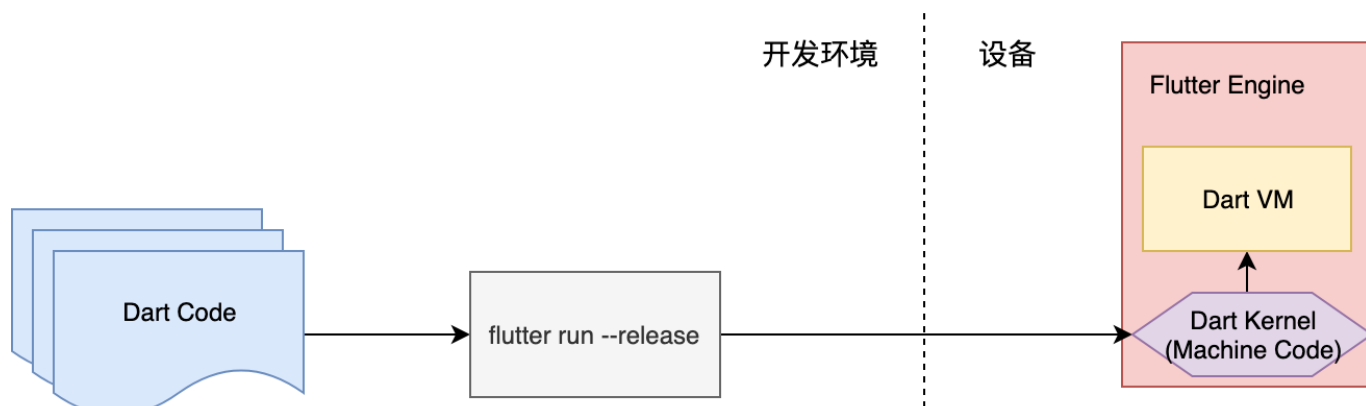 开发环境
设备
Flutter Engine
Dart VM
Dart Code
flutter run --release
Dart Kernel
(Machine Code)